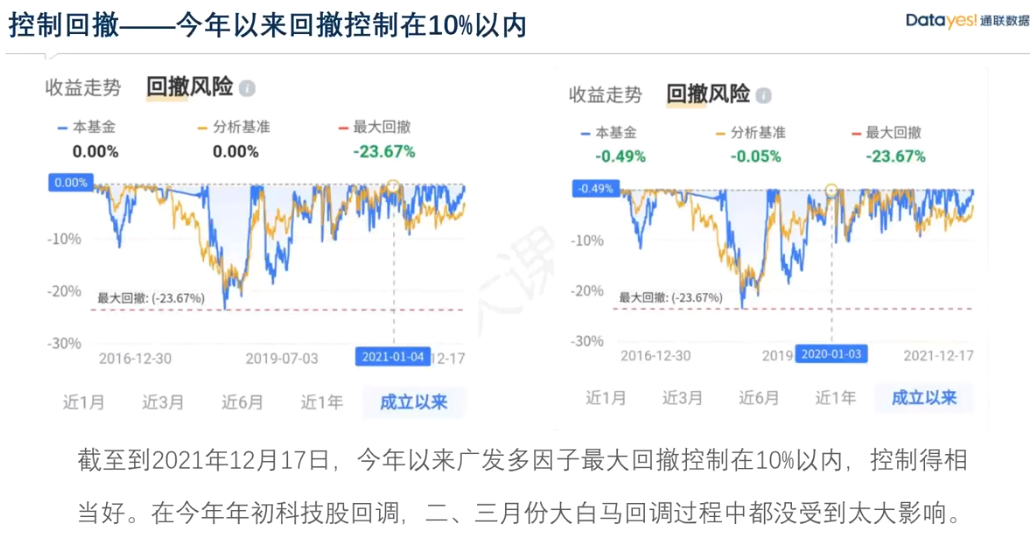 控制回撤——今年以来回撤控制在10%以内
Datayes!通联数据
收益走势 回撤风险 i
本基金 分析基准 最大回撤
0.00% 0.00% -23.67%
0.00%
-10%
-20%
最大回撤: (-23.67%)
-30%
2016-12-30 2019-07-03 2021-01-04 12-17
近1月 近3月 近6月 近1年 成立以来
收益走势 回撤风险 i
本基金 分析基准 最大回撤
-0.49% -0.05% -23.67%
-0.49%
-10%
-20%
最大回撤: (-23.67%)
-30%
2016-12-30 2019 2020-01-03 2021-12-17
近1月 近3月 近6月 近1年 成立以来
大课
截至到2021年12月17日，今年以来广发多因子最大回撤控制在10%以内，控制得相
当好。在今年年初科技股回调，二、三月份大白马回调过程中都没受到太大影响。